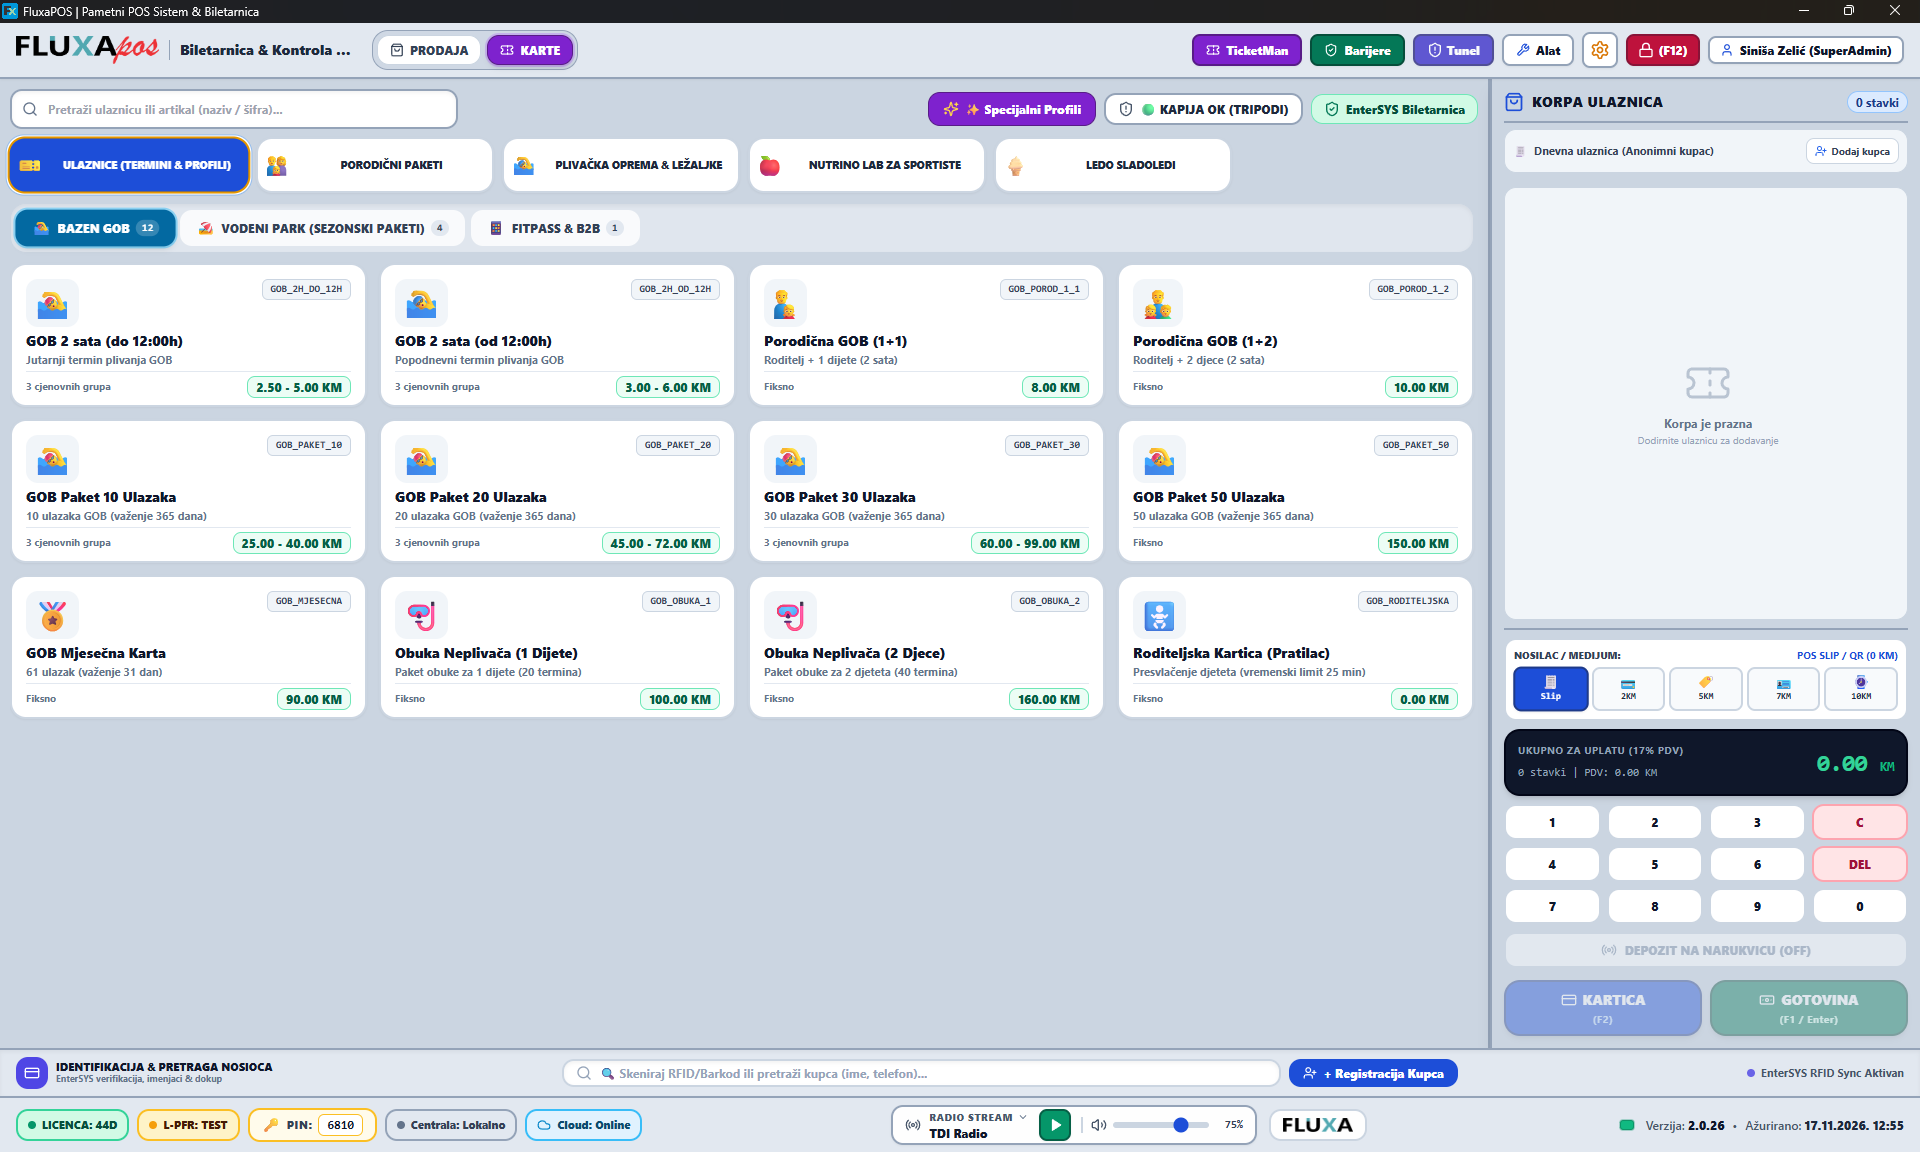 FluxaPOS | Pametni POS Sistem & Biletarnica
FLUXApos
Biletarnica & Kontrola ...
PRODAJA
KARTE
TicketMan
Barijere
Tunel
Alat
(F12)
Siniša Zelić (SuperAdmin)
Pretraži ulaznicu ili artikal (naziv / šifra)...
✨ Specijalni Profili
KAPIJA OK (TRIPODI)
EnterSYS Biletarnica
ULAZNICE (TERMINI & PROFILI)
PORODIČNI PAKETI
PLIVAČKA OPREMA & LEŽALJKE
NUTRINO LAB ZA SPORTISTE
LEDO SLADOLEDI
BAZEN GOB 12
VODENI PARK (SEZONSKI PAKETI) 4
FITPASS & B2B 1
GOB_2H_DO_12H
GOB 2 sata (do 12:00h)
Jutarnji termin plivanja GOB
3 cjenovnih grupa
2.50 - 5.00 KM
GOB_2H_OD_12H
GOB 2 sata (od 12:00h)
Popodnevni termin plivanja GOB
3 cjenovnih grupa
3.00 - 6.00 KM
GOB_POROD_1_1
Porodična GOB (1+1)
Roditelj + 1 dijete (2 sata)
Fiksno
8.00 KM
GOB_POROD_1_2
Porodična GOB (1+2)
Roditelj + 2 djece (2 sata)
Fiksno
10.00 KM
GOB_PAKET_10
GOB Paket 10 Ulazaka
10 ulazaka GOB (važenje 365 dana)
3 cjenovnih grupa
25.00 - 40.00 KM
GOB_PAKET_20
GOB Paket 20 Ulazaka
20 ulazaka GOB (važenje 365 dana)
3 cjenovnih grupa
45.00 - 72.00 KM
GOB_PAKET_30
GOB Paket 30 Ulazaka
30 ulazaka GOB (važenje 365 dana)
3 cjenovnih grupa
60.00 - 99.00 KM
GOB_PAKET_50
GOB Paket 50 Ulazaka
50 ulazaka GOB (važenje 365 dana)
Fiksno
150.00 KM
GOB_MJESECNA
GOB Mjesečna Karta
61 ulazak (važenje 31 dan)
Fiksno
90.00 KM
GOB_OBUKA_1
Obuka Neplivača (1 Dijete)
Paket obuke za 1 dijete (20 termina)
Fiksno
100.00 KM
GOB_OBUKA_2
Obuka Neplivača (2 Djece)
Paket obuke za 2 djeteta (40 termina)
Fiksno
160.00 KM
GOB_RODITELJSKA
Roditeljska Kartica (Pratilac)
Presvlačenje djeteta (vremenski limit 25 min)
Fiksno
0.00 KM
KORPA ULAZNICA
0 stavki
Dnevna ulaznica (Anonimni kupac)
Dodaj kupca
Korpa je prazna
Dodirnite ulaznicu za dodavanje
NOSILAC / MEDIJUM:
POS SLIP / QR (0 KM)
Slip
2KM
5KM
7KM
10KM
UKUPNO ZA UPLATU (17% PDV)
0 stavki | PDV: 0.00 KM
0.00 KM
1 2 3 C
4 5 6 DEL
7 8 9 0
DEPOZIT NA NARUKVICU (OFF)
KARTICA
(F2)
GOTOVINA
(F1 / Enter)
IDENTIFIKACIJA & PRETRAGA NOSIOCA
EnterSYS verifikacija, imenjaci & dokup
Skeniraj RFID/Barkod ili pretraži kupca (ime, telefon)...
+ Registracija Kupca
EnterSYS RFID Sync Aktivan
LICENCA: 44D
L-PFR: TEST
PIN: 6810
Centrala: Lokalno
Cloud: Online
RADIO STREAM
TDI Radio
75%
FLUXA
Verzija: 2.0.26 • Ažurirano: 17.11.2026. 12:55